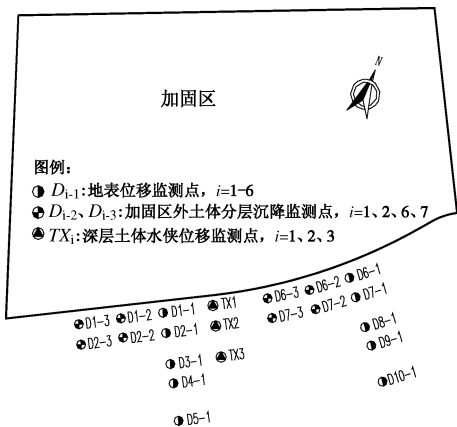 N
加固区
图例：
Di-1:地表位移监测点，i=1-6
Di-2、Di-3:加固区外土体分层沉降监测点，i=1、2、6、7
TXi:深层土体水侠位移监测点，i=1、2、3
D1-3 D1-2 D1-1 TX1 D6-3 D6-2 D6-1
D2-3 D2-2 D2-1 TX2 D7-3 D7-2 D7-1
D3-1 TX3 D8-1
D4-1 D9-1
D5-1 D10-1